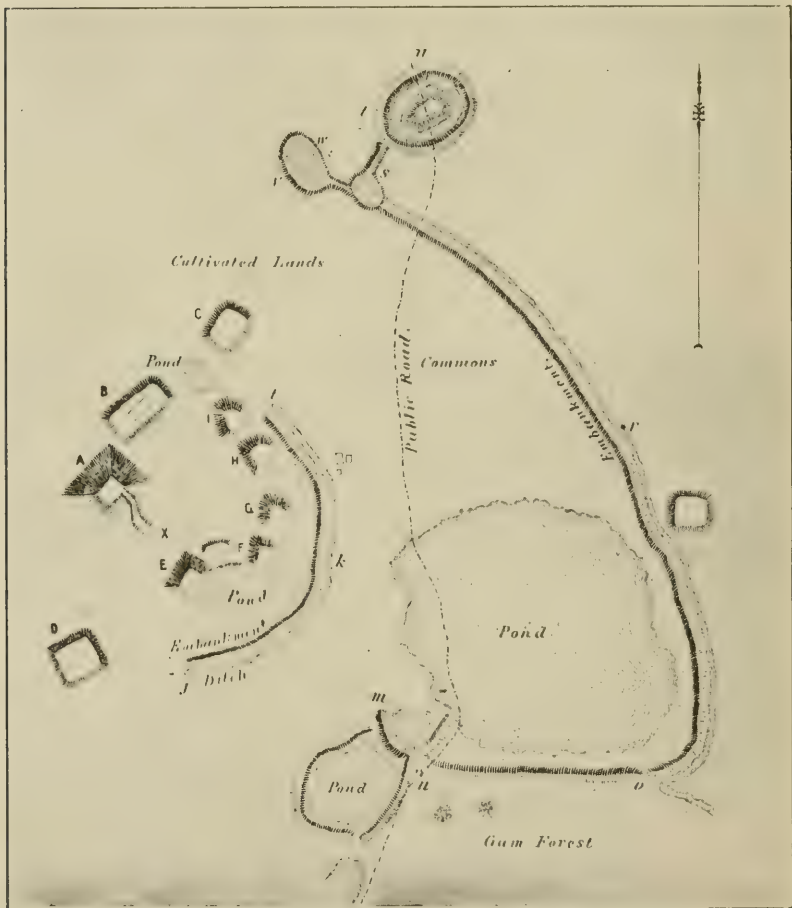 u
t
w
s
v
Cultivated Lands
C
Pond
Commons
Public Road,
Embankment.
B
I
t
r
A
H
G
X
F
E
k
Pond
Pond
D
Embankment
j Ditch
m
Pond
n
o
Gum Forest